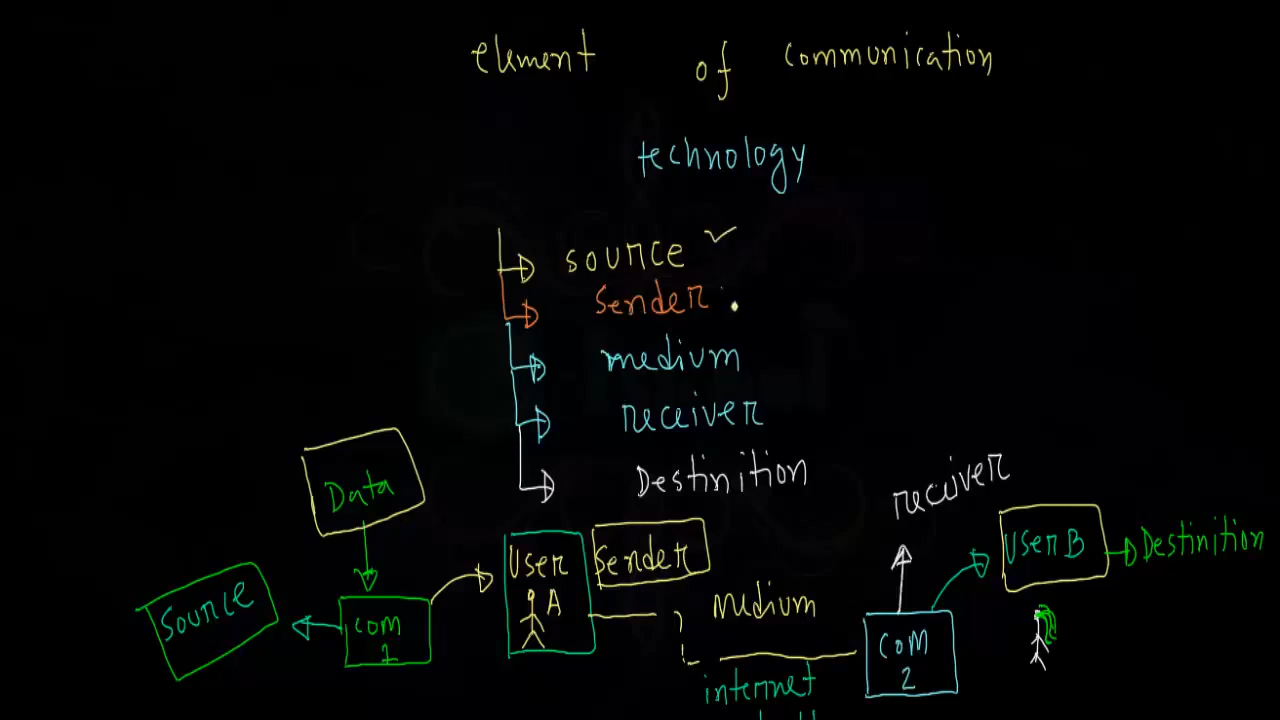 element of communication
technology
source
Sender
medium
receiver
Destinition
receiver
Data
User A
Sender
User B
Destinition
Source
com 1
medium
com 2
internet